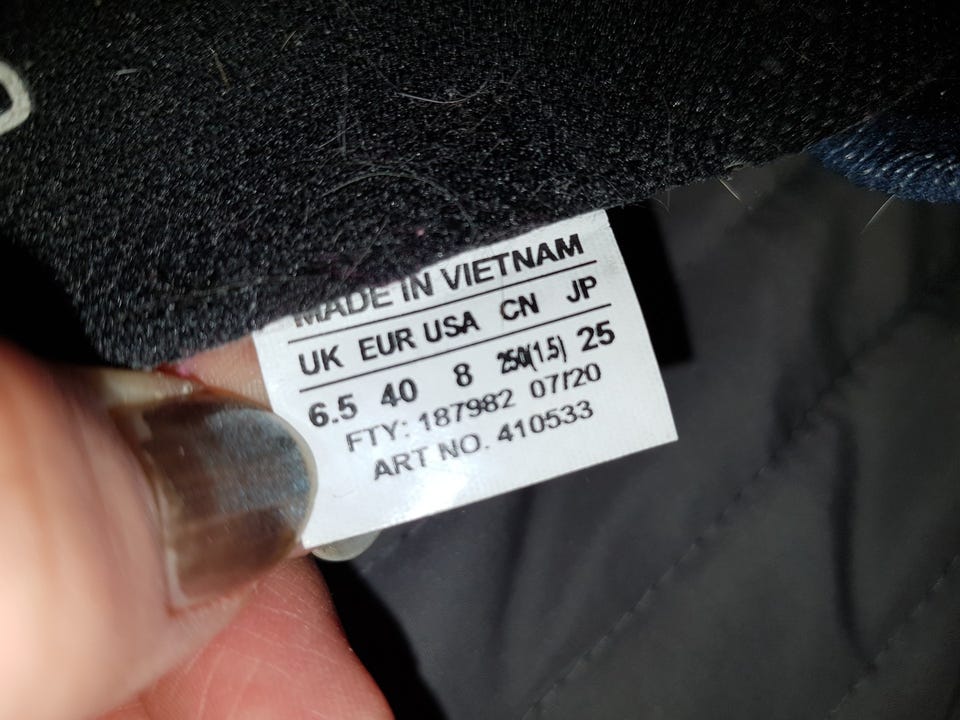 MADE IN VIETNAM
UK EUR USA CN JP
6.5 40 8 250(1.5) 25
FTY: 187982 07/20
ART NO. 410533